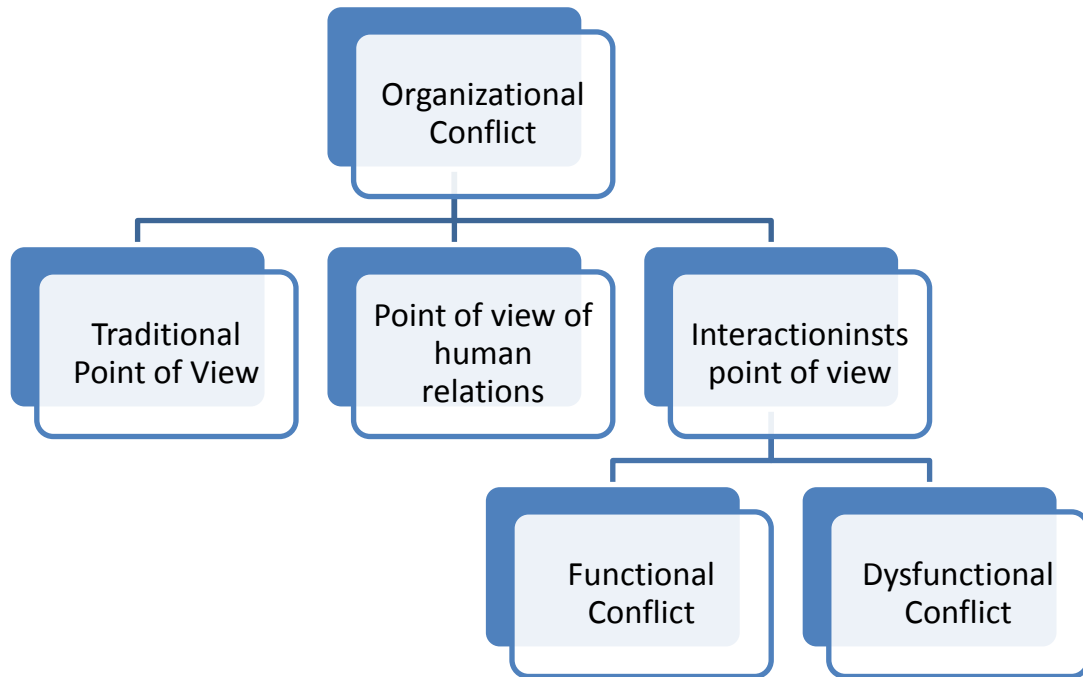 Organizational
Conflict
Traditional
Point of View
Point of view of
human
relations
Interactioninsts
point of view
Functional
Conflict
Dysfunctional
Conflict